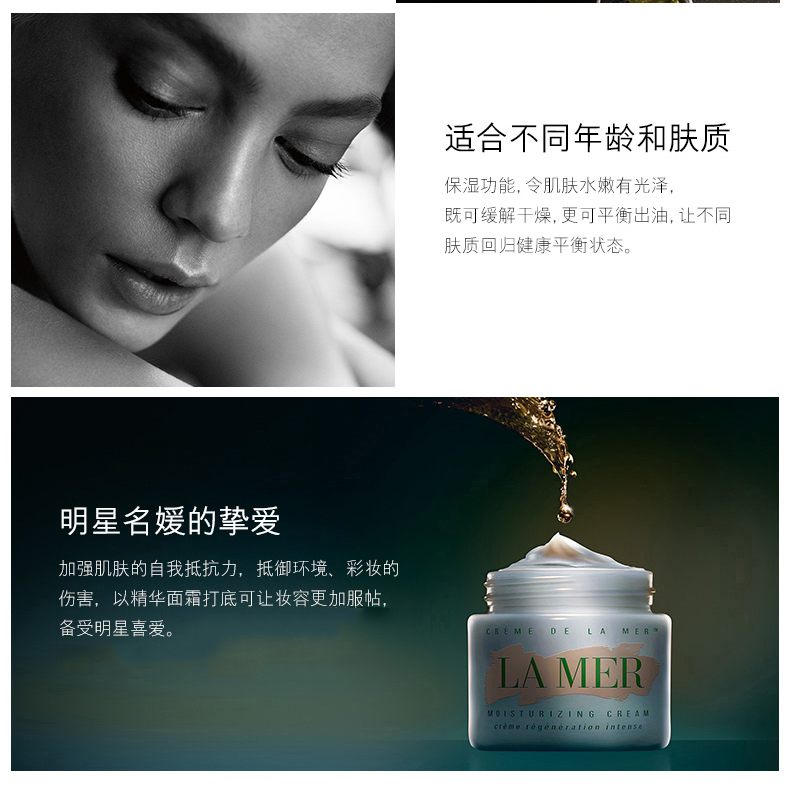 适合不同年龄和肤质
保湿功能,令肌肤水嫩有光泽,
既可缓解干燥,更可平衡出油,让不同
肤质回归健康平衡状态。
明星名媛的挚爱
加强肌肤的自我抵抗力，抵御环境、彩妆的
伤害，以精华面霜打底可让妆容更加服帖，
备受明星喜爱。
CRÈME DE LA MER™
LA MER
MOISTURIZING CREAM
crème régénération intense